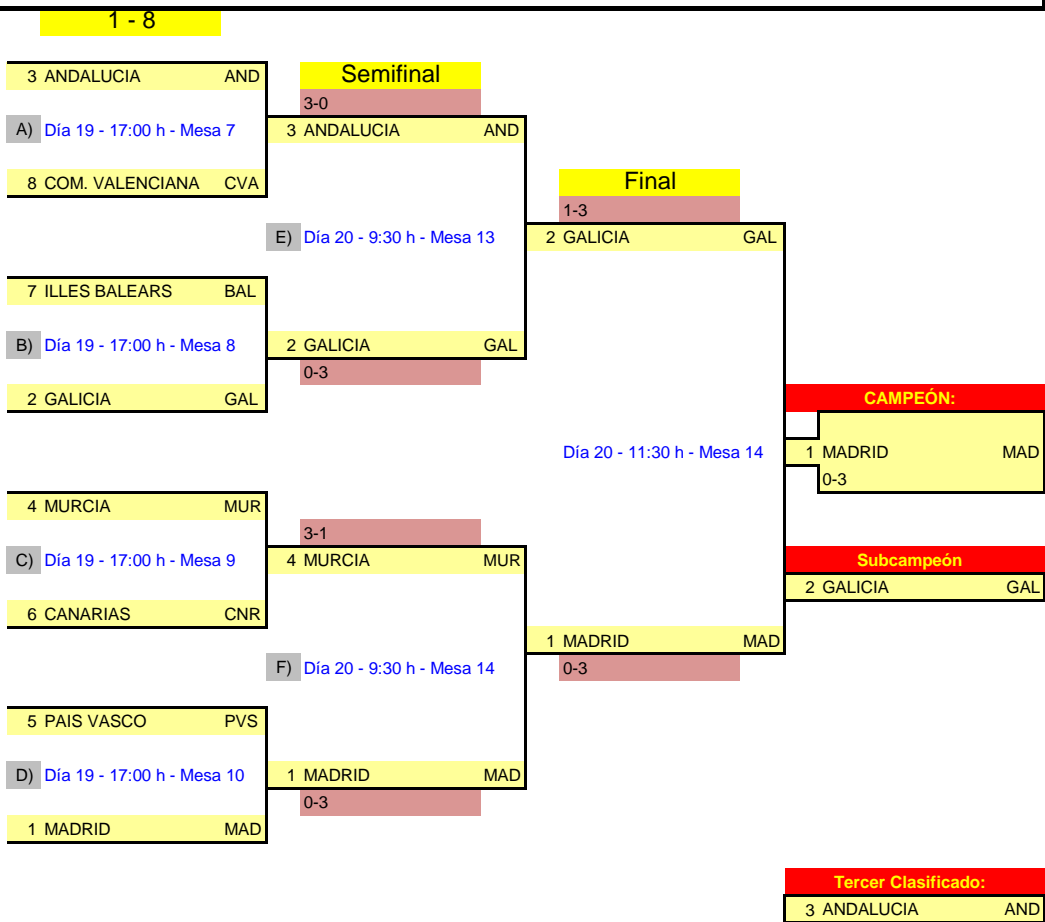 1 - 8
3 ANDALUCIA AND
Semifinal
3-0
A) Día 19 - 17:00 h - Mesa 7
3 ANDALUCIA AND
8 COM. VALENCIANA CVA
Final
1-3
E) Día 20 - 9:30 h - Mesa 13
2 GALICIA GAL
7 ILLES BALEARS BAL
B) Día 19 - 17:00 h - Mesa 8
2 GALICIA GAL
0-3
2 GALICIA GAL
CAMPEÓN:
Día 20 - 11:30 h - Mesa 14
1 MADRID MAD
0-3
4 MURCIA MUR
3-1
C) Día 19 - 17:00 h - Mesa 9
4 MURCIA MUR
Subcampeón
2 GALICIA GAL
6 CANARIAS CNR
1 MADRID MAD
F) Día 20 - 9:30 h - Mesa 14
0-3
5 PAIS VASCO PVS
D) Día 19 - 17:00 h - Mesa 10
1 MADRID MAD
0-3
1 MADRID MAD
Tercer Clasificado:
3 ANDALUCIA AND